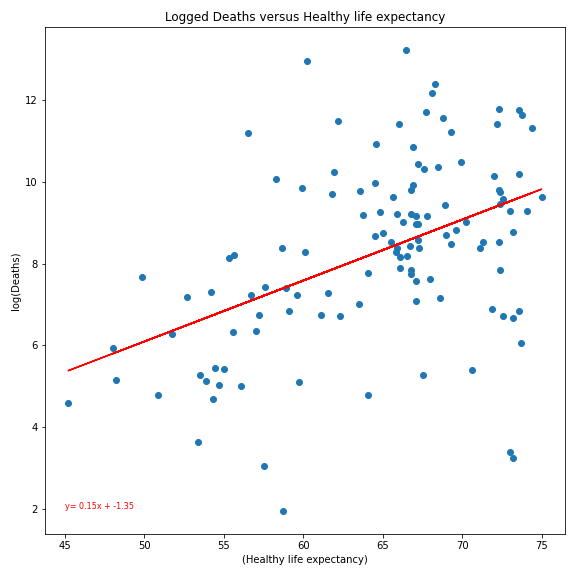 Logged Deaths versus Healthy life expectancy
log(Deaths)
12
10
8
6
4
2
y= 0.15x + -1.35
45 50 55 60 65 70 75
(Healthy life expectancy)